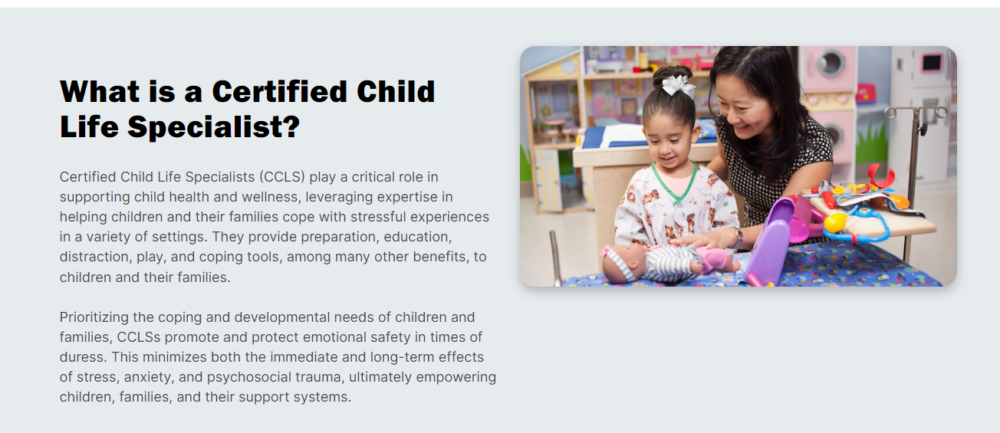 What is a Certified Child
Life Specialist?
Certified Child Life Specialists (CCLS) play a critical role in
supporting child health and wellness, leveraging expertise in
helping children and their families cope with stressful experiences
in a variety of settings. They provide preparation, education,
distraction, play, and coping tools, among many other benefits, to
children and their families.
Prioritizing the coping and developmental needs of children and
families, CCLSs promote and protect emotional safety in times of
duress. This minimizes both the immediate and long-term effects
of stress, anxiety, and psychosocial trauma, ultimately empowering
children, families, and their support systems.